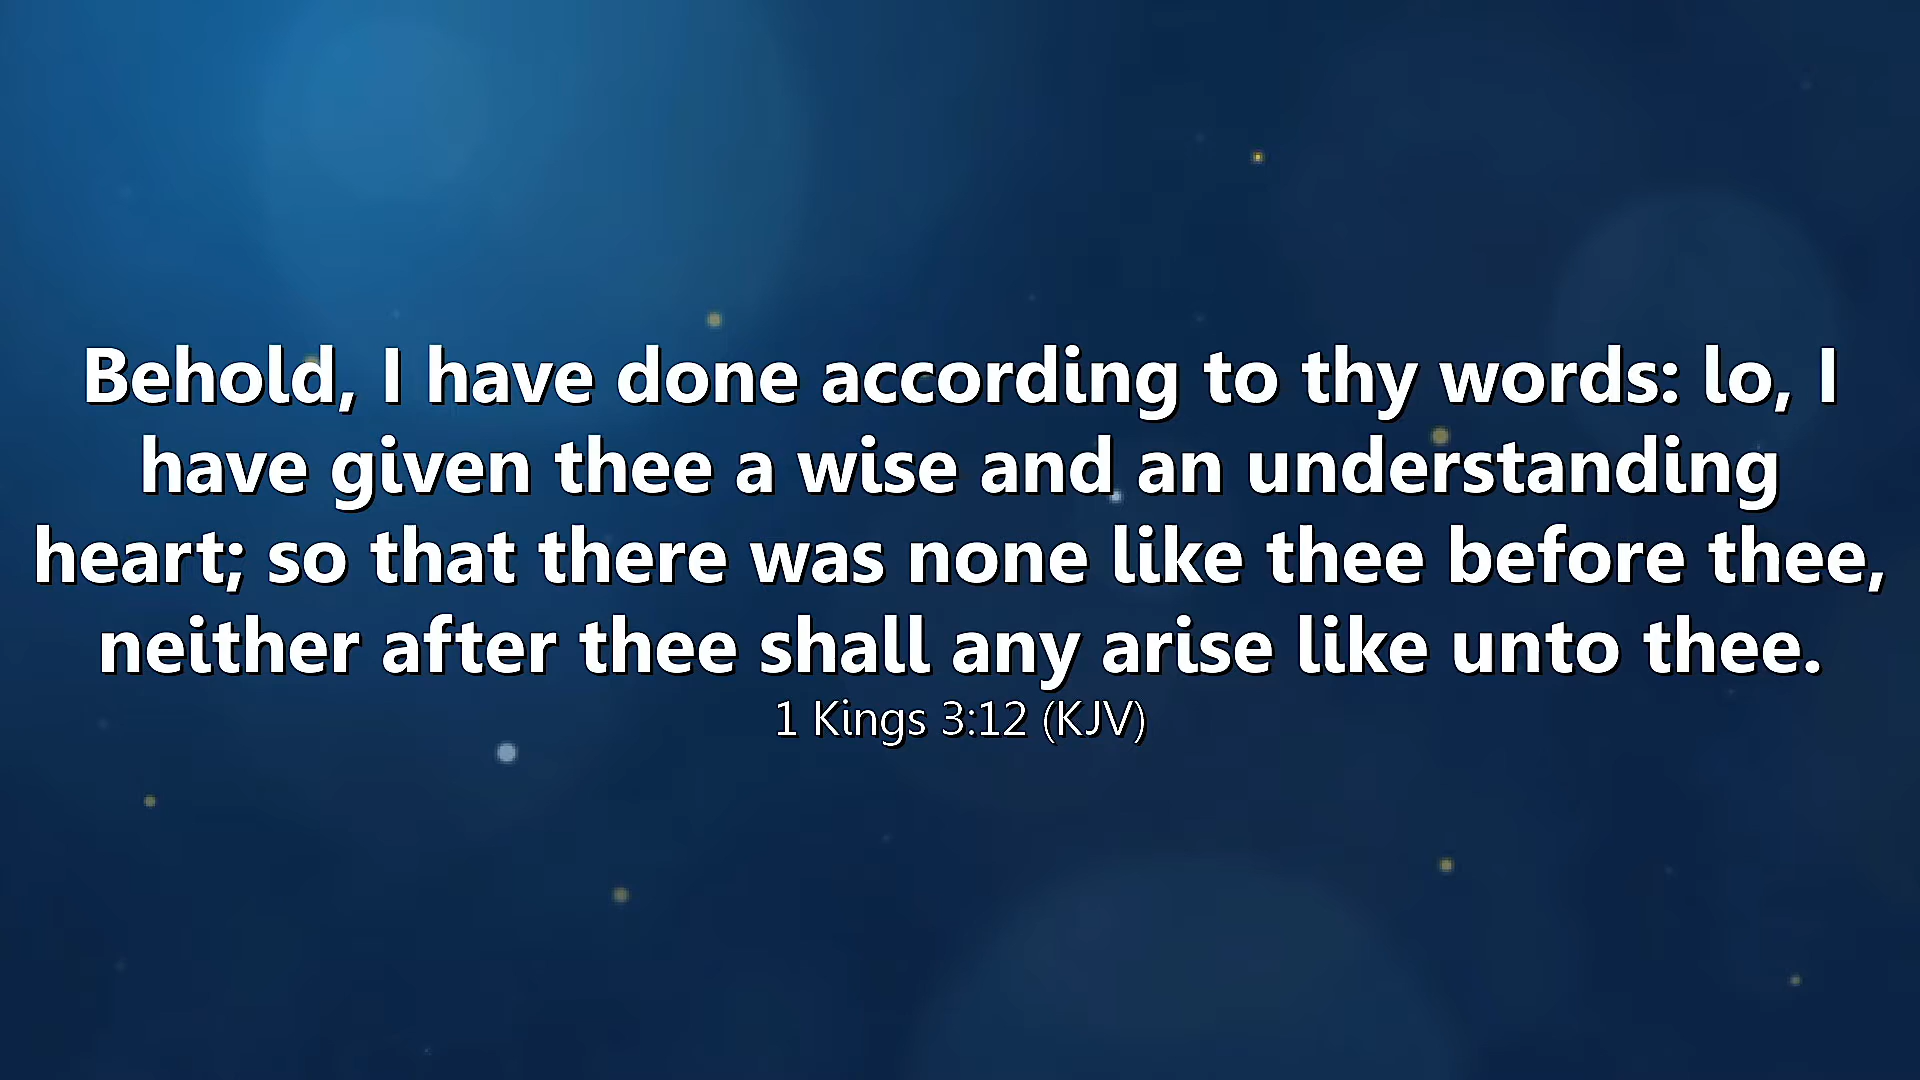 Behold, I have done according to thy words: lo, I
have given thee a wise and an understanding
heart; so that there was none like thee before thee,
neither after thee shall any arise like unto thee.
1 Kings 3:12 (KJV)